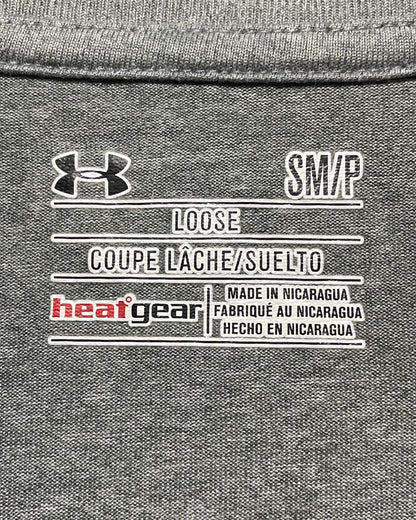 SM/P
LOOSE
COUPE LÂCHE/SUELTO
heatgear
MADE IN NICARAGUA
FABRIQUÉ AU NICARAGUA
HECHO EN NICARAGUA